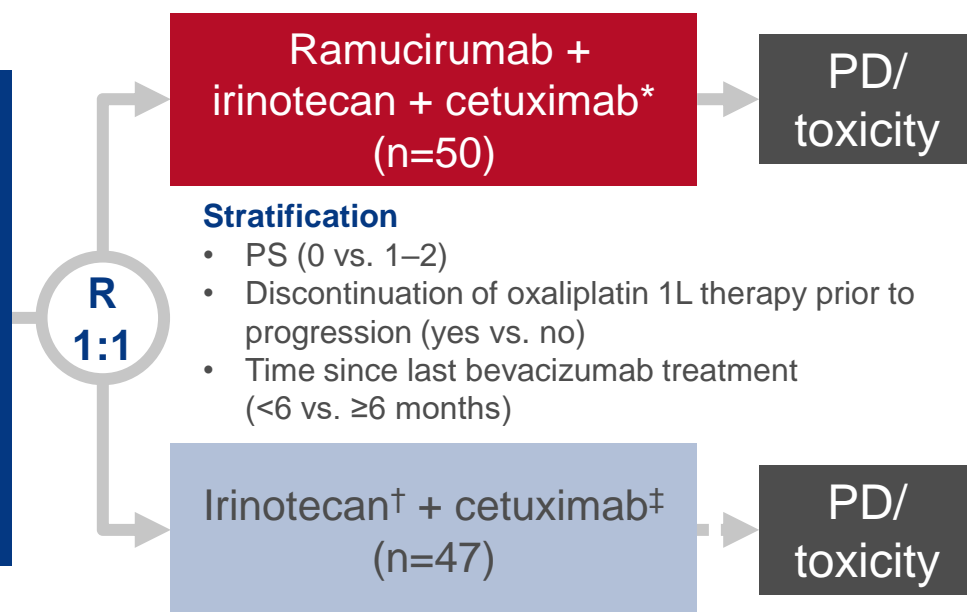 Ramucirumab +
irinotecan + cetuximab*
(n=50)
PD/
toxicity
Stratification
• PS (0 vs. 1–2)
• Discontinuation of oxaliplatin 1L therapy prior to
progression (yes vs. no)
• Time since last bevacizumab treatment
(<6 vs. ≥6 months)
R
1:1
Irinotecan† + cetuximab‡
(n=47)
PD/
toxicity